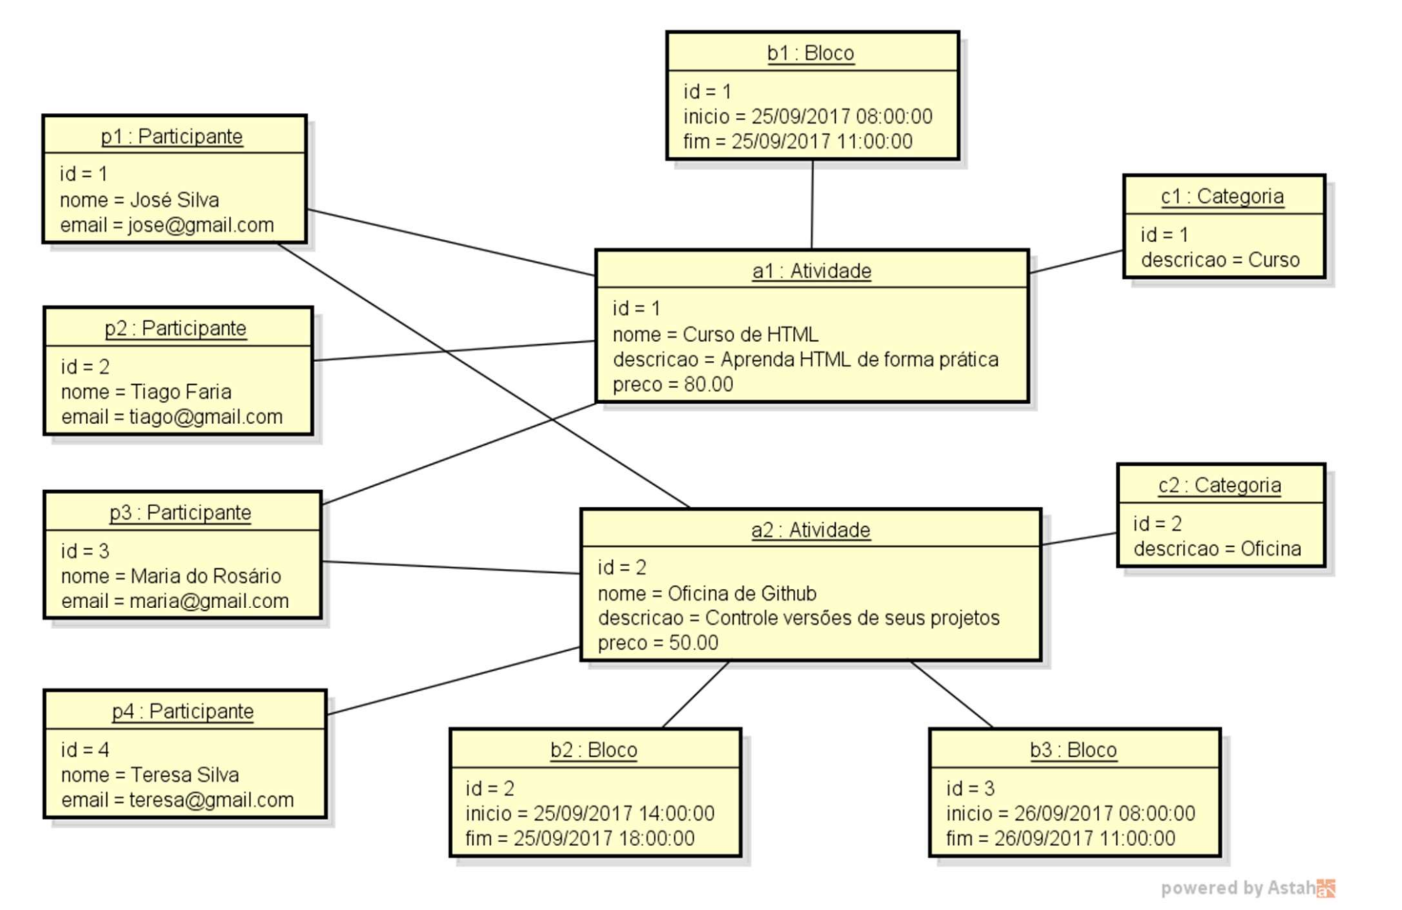 b1 : Bloco
id = 1
inicio = 25/09/2017 08:00:00
fim = 25/09/2017 11:00:00
p1 : Participante
id = 1
nome = José Silva
email = jose@gmail.com
c1 : Categoria
id = 1
descricao = Curso
a1 : Atividade
id = 1
nome = Curso de HTML
descricao = Aprenda HTML de forma prática
preco = 80.00
p2 : Participante
id = 2
nome = Tiago Faria
email = tiago@gmail.com
p3 : Participante
id = 3
nome = Maria do Rosário
email = maria@gmail.com
c2 : Categoria
id = 2
descricao = Oficina
a2 : Atividade
id = 2
nome = Oficina de Github
descricao = Controle versões de seus projetos
preco = 50.00
p4 : Participante
id = 4
nome = Teresa Silva
email = teresa@gmail.com
b2 : Bloco
id = 2
inicio = 25/09/2017 14:00:00
fim = 25/09/2017 18:00:00
b3 : Bloco
id = 3
inicio = 26/09/2017 08:00:00
fim = 26/09/2017 11:00:00
powered by Astah